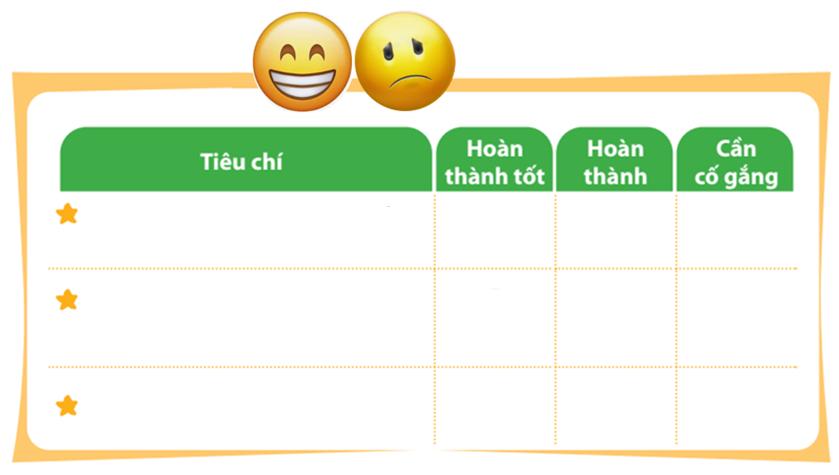 Tiêu chí
Hoàn
thành tốt
Hoàn
thành
Cần
cố gắng